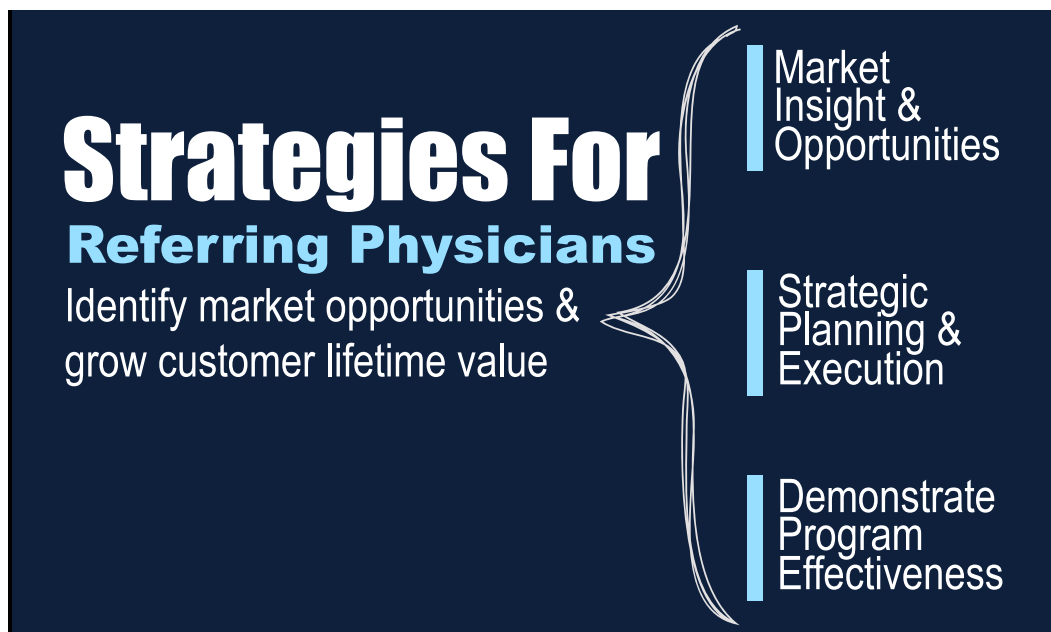 Strategies For
Referring Physicians
Identify market opportunities &
grow customer lifetime value
Market
Insight &
Opportunities
Strategic
Planning &
Execution
Demonstrate
Program
Effectiveness